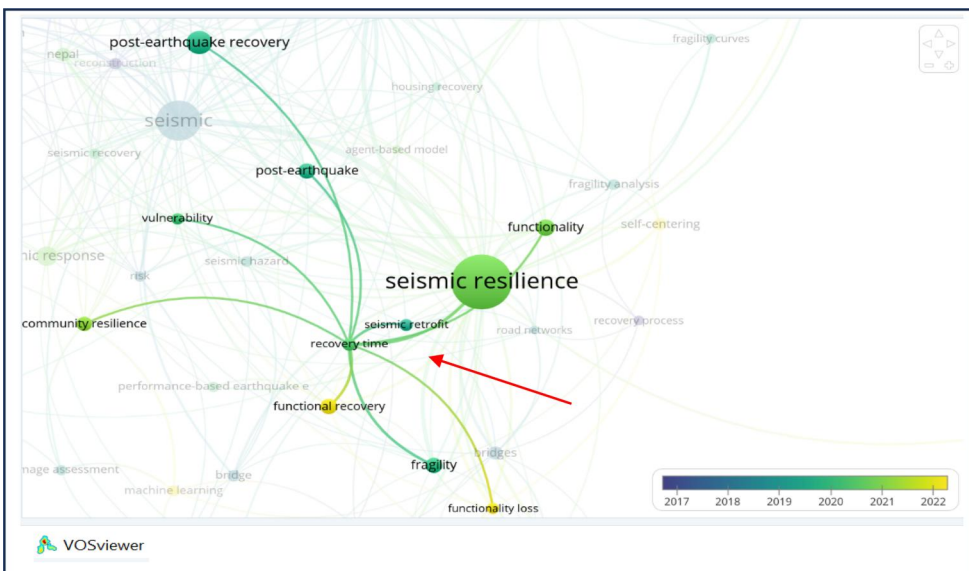 post-earthquake recovery
fragility curves
nepal
reconstruction
housing recovery
seismic
agent-based model
seismic recovery
post-earthquake
fragility analysis
vulnerability
functionality
self-centering
nic response
seismic hazard
risk
seismic resilience
community resilience
seismic retrofit
road networks
recovery process
recovery time
performance-based earthquake e
functional recovery
bridges
fragility
mage assessment
bridge
machine learning
functionality loss
2017 2018 2019 2020 2021 2022
VOSviewer